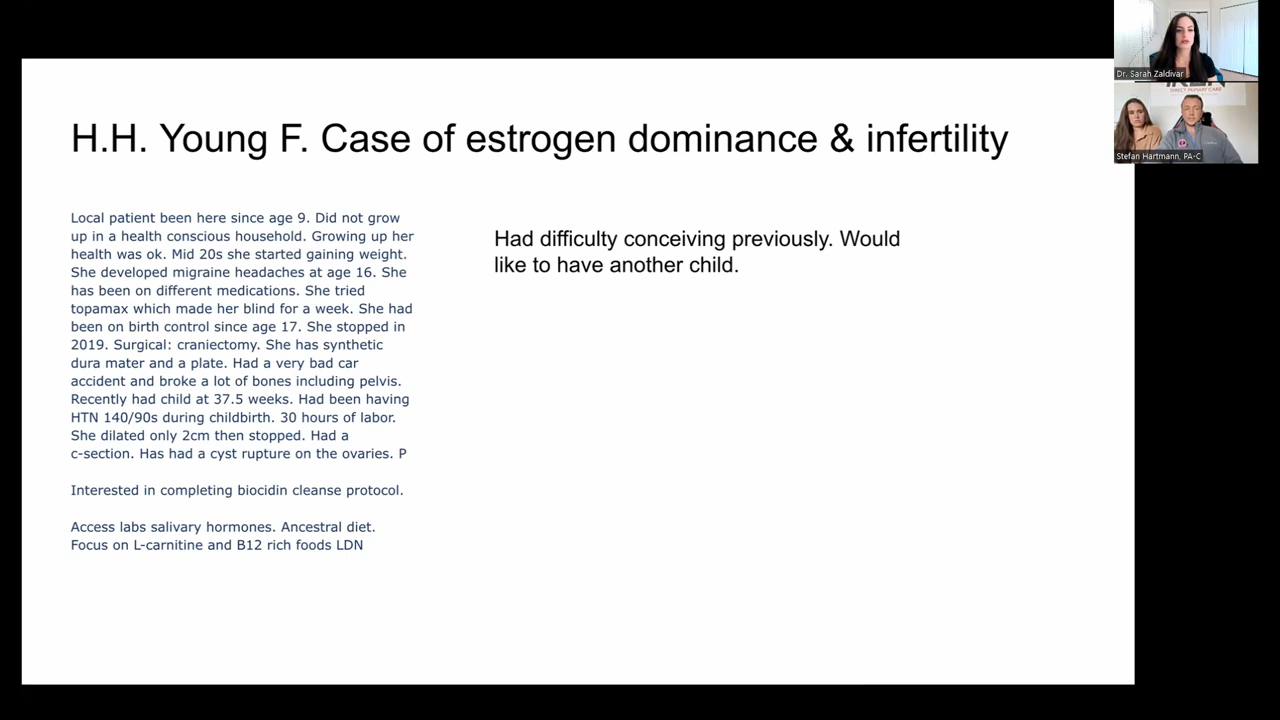 H.H. Young F. Case of estrogen dominance & infertility
Local patient been here since age 9. Did not grow
up in a health conscious household. Growing up her
health was ok. Mid 20s she started gaining weight.
She developed migraine headaches at age 16. She
has been on different medications. She tried
topamax which made her blind for a week. She had
been on birth control since age 17. She stopped in
2019. Surgical: craniectomy. She has synthetic
dura mater and a plate. Had a very bad car
accident and broke a lot of bones including pelvis.
Recently had child at 37.5 weeks. Had been having
HTN 140/90s during childbirth. 30 hours of labor.
She dilated only 2cm then stopped. Had a
c-section. Has had a cyst rupture on the ovaries. P
Interested in completing biocidin cleanse protocol.
Access labs salivary hormones. Ancestral diet.
Focus on L-carnitine and B12 rich foods LDN
Had difficulty conceiving previously. Would
like to have another child.
Dr. Sarah Zaldivar
DIRECT PRIMARY CARE
Stefan Hartmann, PA-C